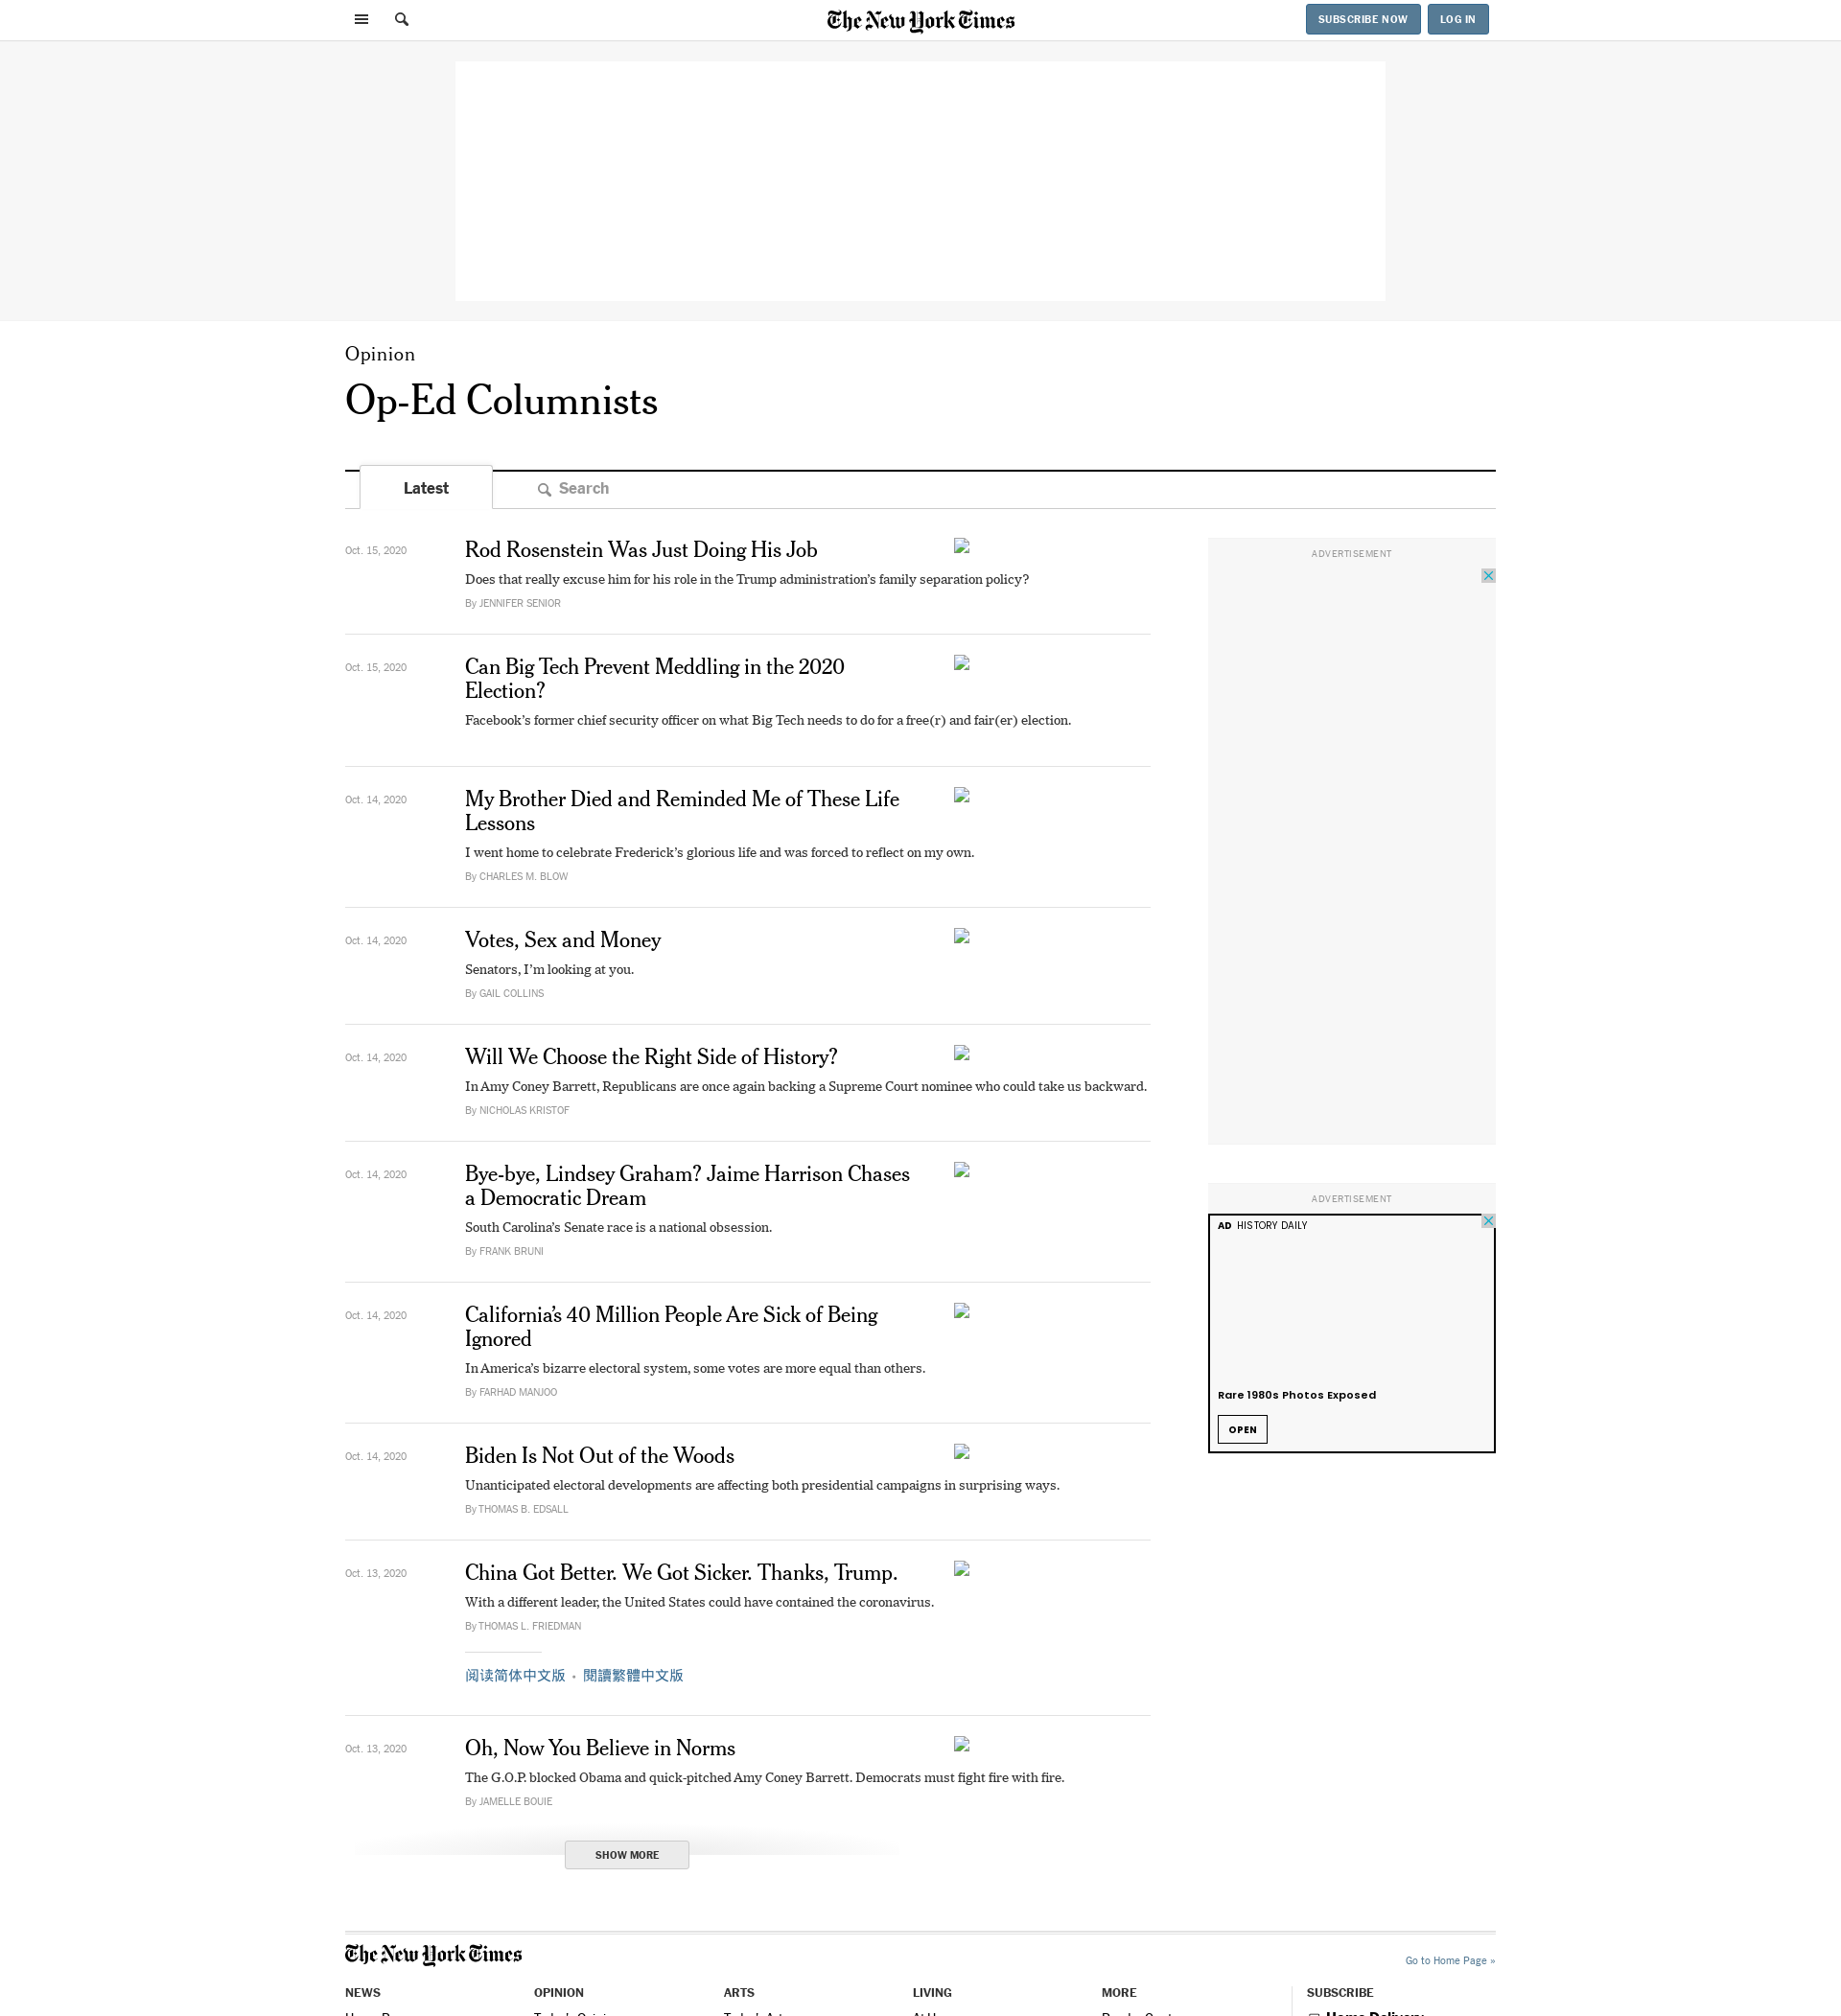 The New York Times
SUBSCRIBE NOW
LOG IN
Opinion
Op-Ed Columnists
Latest
Search
Oct. 15, 2020
Rod Rosenstein Was Just Doing His Job
Does that really excuse him for his role in the Trump administration’s family separation policy?
By JENNIFER SENIOR
Oct. 15, 2020
Can Big Tech Prevent Meddling in the 2020
Election?
Facebook’s former chief security officer on what Big Tech needs to do for a free(r) and fair(er) election.
Oct. 14, 2020
My Brother Died and Reminded Me of These Life
Lessons
I went home to celebrate Frederick’s glorious life and was forced to reflect on my own.
By CHARLES M. BLOW
Oct. 14, 2020
Votes, Sex and Money
Senators, I’m looking at you.
By GAIL COLLINS
Oct. 14, 2020
Will We Choose the Right Side of History?
In Amy Coney Barrett, Republicans are once again backing a Supreme Court nominee who could take us backward.
By NICHOLAS KRISTOF
Oct. 14, 2020
Bye-bye, Lindsey Graham? Jaime Harrison Chases
a Democratic Dream
South Carolina’s Senate race is a national obsession.
By FRANK BRUNI
Oct. 14, 2020
California’s 40 Million People Are Sick of Being
Ignored
In America’s bizarre electoral system, some votes are more equal than others.
By FARHAD MANJOO
Oct. 14, 2020
Biden Is Not Out of the Woods
Unanticipated electoral developments are affecting both presidential campaigns in surprising ways.
By THOMAS B. EDSALL
Oct. 13, 2020
China Got Better. We Got Sicker. Thanks, Trump.
With a different leader, the United States could have contained the coronavirus.
By THOMAS L. FRIEDMAN
阅读简体中文版 • 閱讀繁體中文版
Oct. 13, 2020
Oh, Now You Believe in Norms
The G.O.P. blocked Obama and quick-pitched Amy Coney Barrett. Democrats must fight fire with fire.
By JAMELLE BOUIE
SHOW MORE
ADVERTISEMENT
ADVERTISEMENT
AD HISTORY DAILY
Rare 1980s Photos Exposed
OPEN
The New York Times
Go to Home Page »
NEWS
OPINION
ARTS
LIVING
MORE
SUBSCRIBE